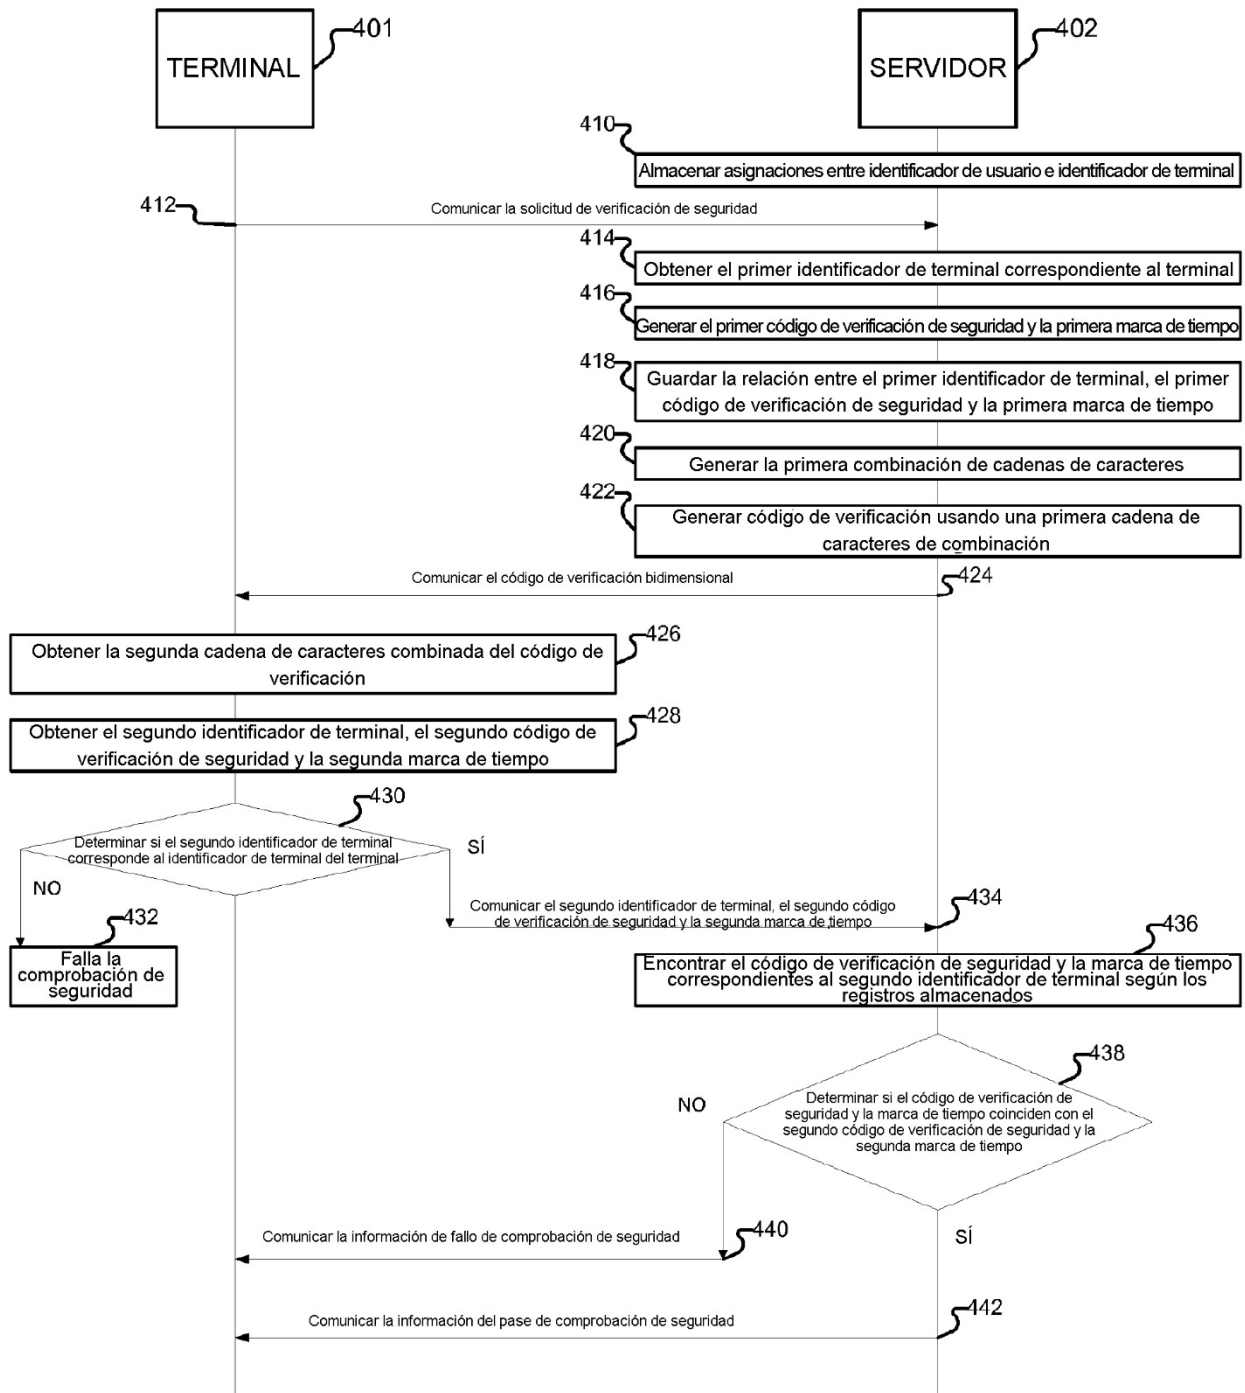 401
TERMINAL
402
SERVIDOR
410
Almacenar asignaciones entre identificador de usuario e identificador de terminal
412
Comunicar la solicitud de verificación de seguridad
414
Obtener el primer identificador de terminal correspondiente al terminal
416
Generar el primer código de verificación de seguridad y la primera marca de tiempo
418
Guardar la relación entre el primer identificador de terminal, el primer
código de verificación de seguridad y la primera marca de tiempo
420
Generar la primera combinación de cadenas de caracteres
422
Generar código de verificación usando una primera cadena de
caracteres de combinación
Comunicar el código de verificación bidimensional
424
426
Obtener la segunda cadena de caracteres combinada del código de
verificación
428
Obtener el segundo identificador de terminal, el segundo código de
verificación de seguridad y la segunda marca de tiempo
430
Determinar si el segundo identificador de terminal
corresponde al identificador de terminal del terminal
SÍ
NO
Comunicar el segundo identificador de terminal, el segundo código
de verificación de seguridad y la segunda marca de tiempo
434
432
Falla la
comprobación de
seguridad
436
Encontrar el código de verificación de seguridad y la marca de tiempo
correspondientes al segundo identificador de terminal según los
registros almacenados
438
Determinar si el código de verificación de
seguridad y la marca de tiempo coinciden con el
segundo código de verificación de seguridad y la
segunda marca de tiempo
NO
Comunicar la información de fallo de comprobación de seguridad
440
SÍ
Comunicar la información del pase de comprobación de seguridad
442